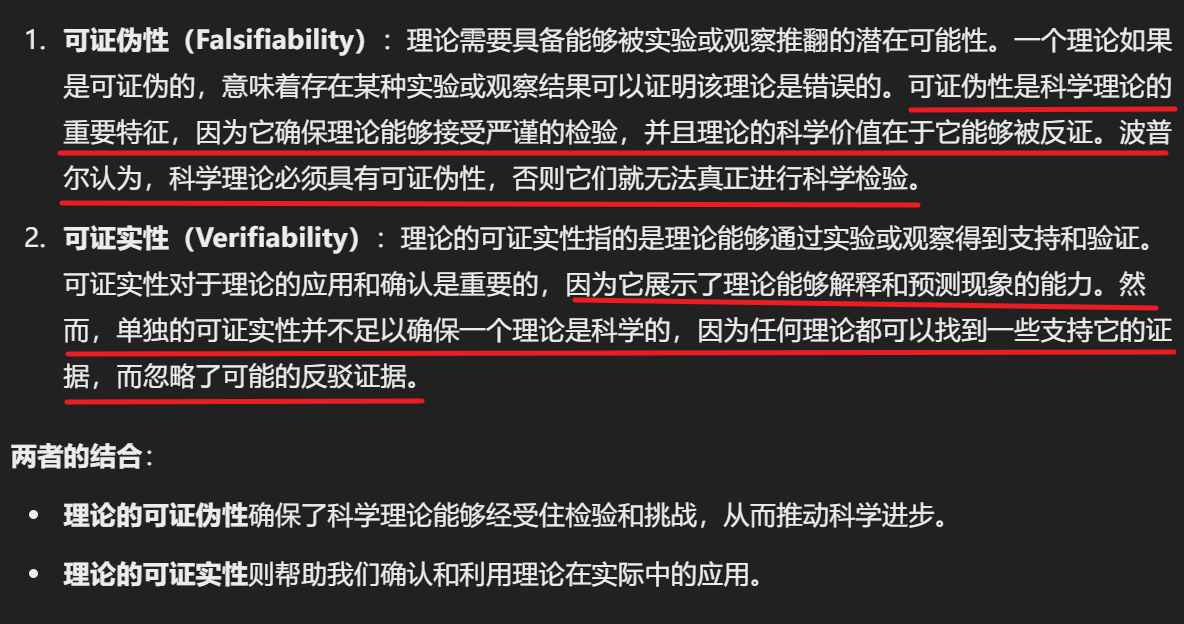 1. 可证伪性（Falsifiability）：理论需要具备能够被实验或观察推翻的潜在可能性。一个理论如果
是可证伪的，意味着存在某种实验或观察结果可以证明该理论是错误的。可证伪性是科学理论的
重要特征，因为它确保理论能够接受严谨的检验，并且理论的科学价值在于它能够被反证。波普
尔认为，科学理论必须具有可证伪性，否则它们就无法真正进行科学检验。
2. 可证实性（Verifiability）：理论的可证实性指的是理论能够通过实验或观察得到支持和验证。
可证实性对于理论的应用和确认是重要的，因为它展示了理论能够解释和预测现象的能力。然
而，单独的可证实性并不足以确保一个理论是科学的，因为任何理论都可以找到一些支持它的证
据，而忽略了可能的反驳证据。
两者的结合：
• 理论的可证伪性确保了科学理论能够经受住检验和挑战，从而推动科学进步。
• 理论的可证实性则帮助我们确认和利用理论在实际中的应用。